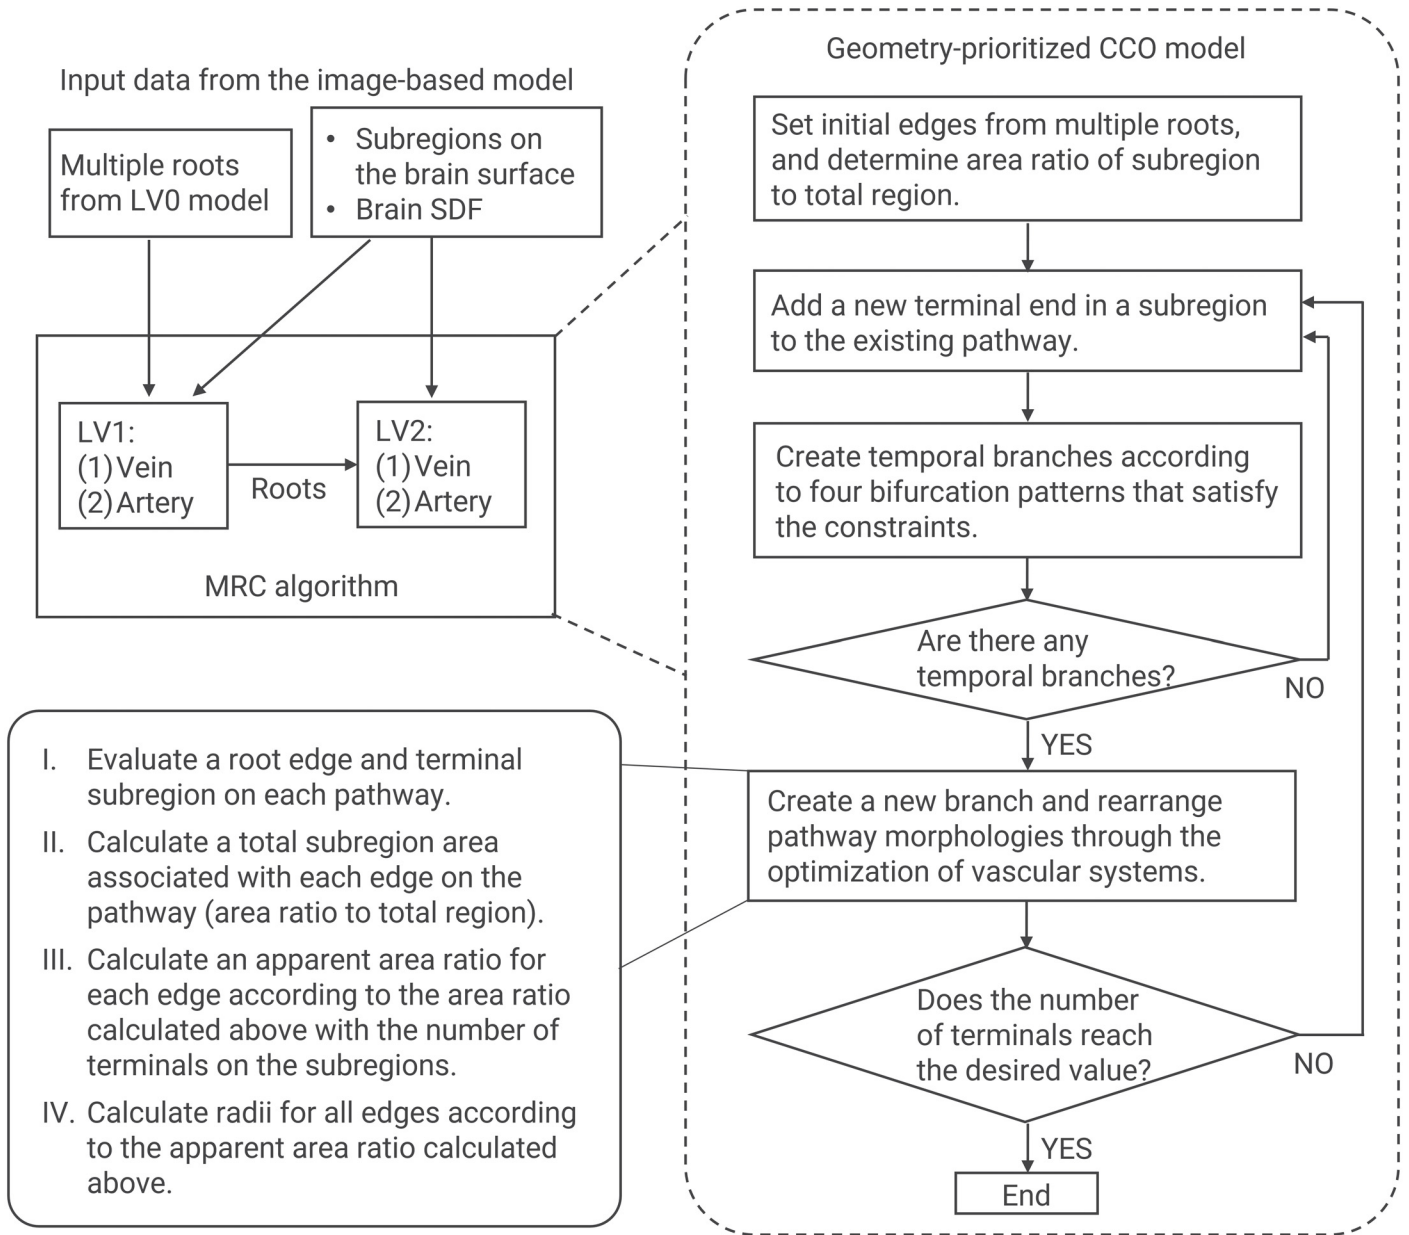 Input data from the image-based model
Multiple roots
from LV0 model
• Subregions on
the brain surface
• Brain SDF
LV1:
(1) Vein
(2) Artery
Roots
LV2:
(1) Vein
(2) Artery
MRC algorithm
I. Evaluate a root edge and terminal
subregion on each pathway.
II. Calculate a total subregion area
associated with each edge on the
pathway (area ratio to total region).
III. Calculate an apparent area ratio for
each edge according to the area ratio
calculated above with the number of
terminals on the subregions.
IV. Calculate radii for all edges according
to the apparent area ratio calculated
above.
Geometry-prioritized CCO model
Set initial edges from multiple roots,
and determine area ratio of subregion
to total region.
Add a new terminal end in a subregion
to the existing pathway.
Create temporal branches according
to four bifurcation patterns that satisfy
the constraints.
Are there any
temporal branches?
NO
YES
Create a new branch and rearrange
pathway morphologies through the
optimization of vascular systems.
Does the number
of terminals reach
the desired value?
NO
YES
End